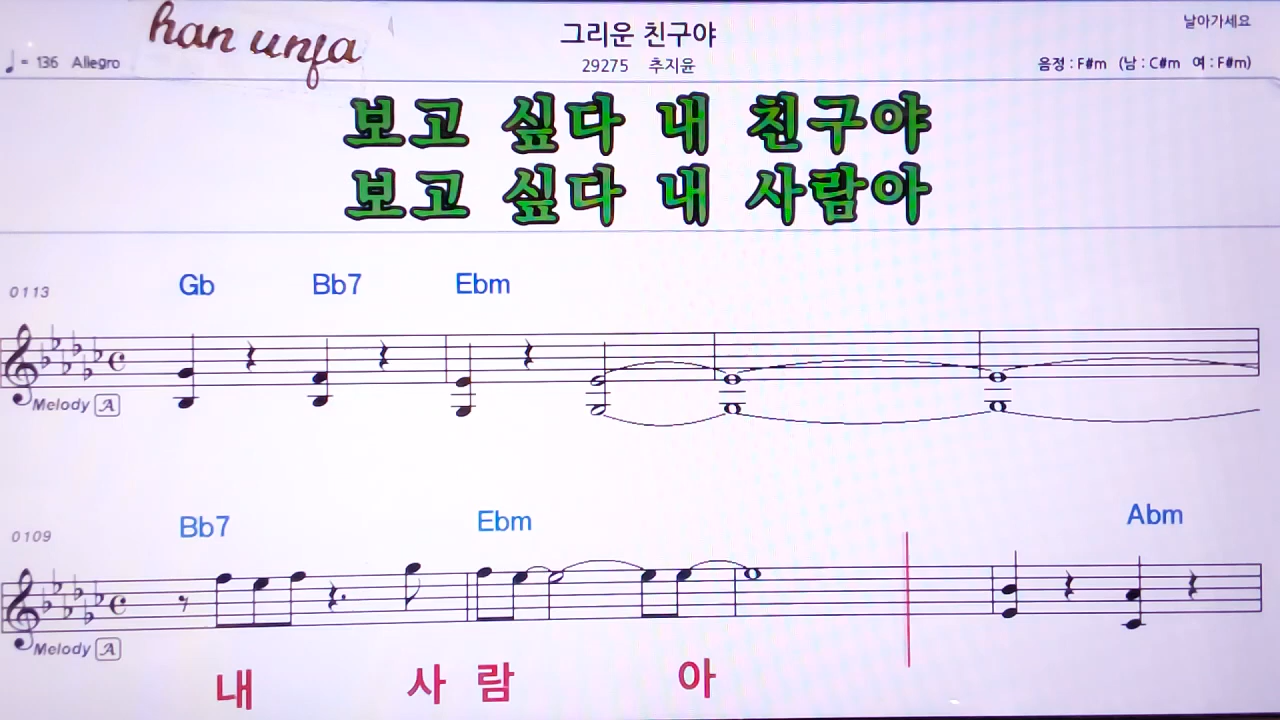 han unfa
그리운 친구야
날아가세요
♩ = 136 Allegro
29275 추지윤
음정 : F#m (남 : C#m 여 : F#m)
보고 싶다 내 친구야
보고 싶다 내 사람아
0113 Gb Bb7 Ebm
Melody A
0109 Bb7 Ebm Abm
Melody A
내 사 람 아